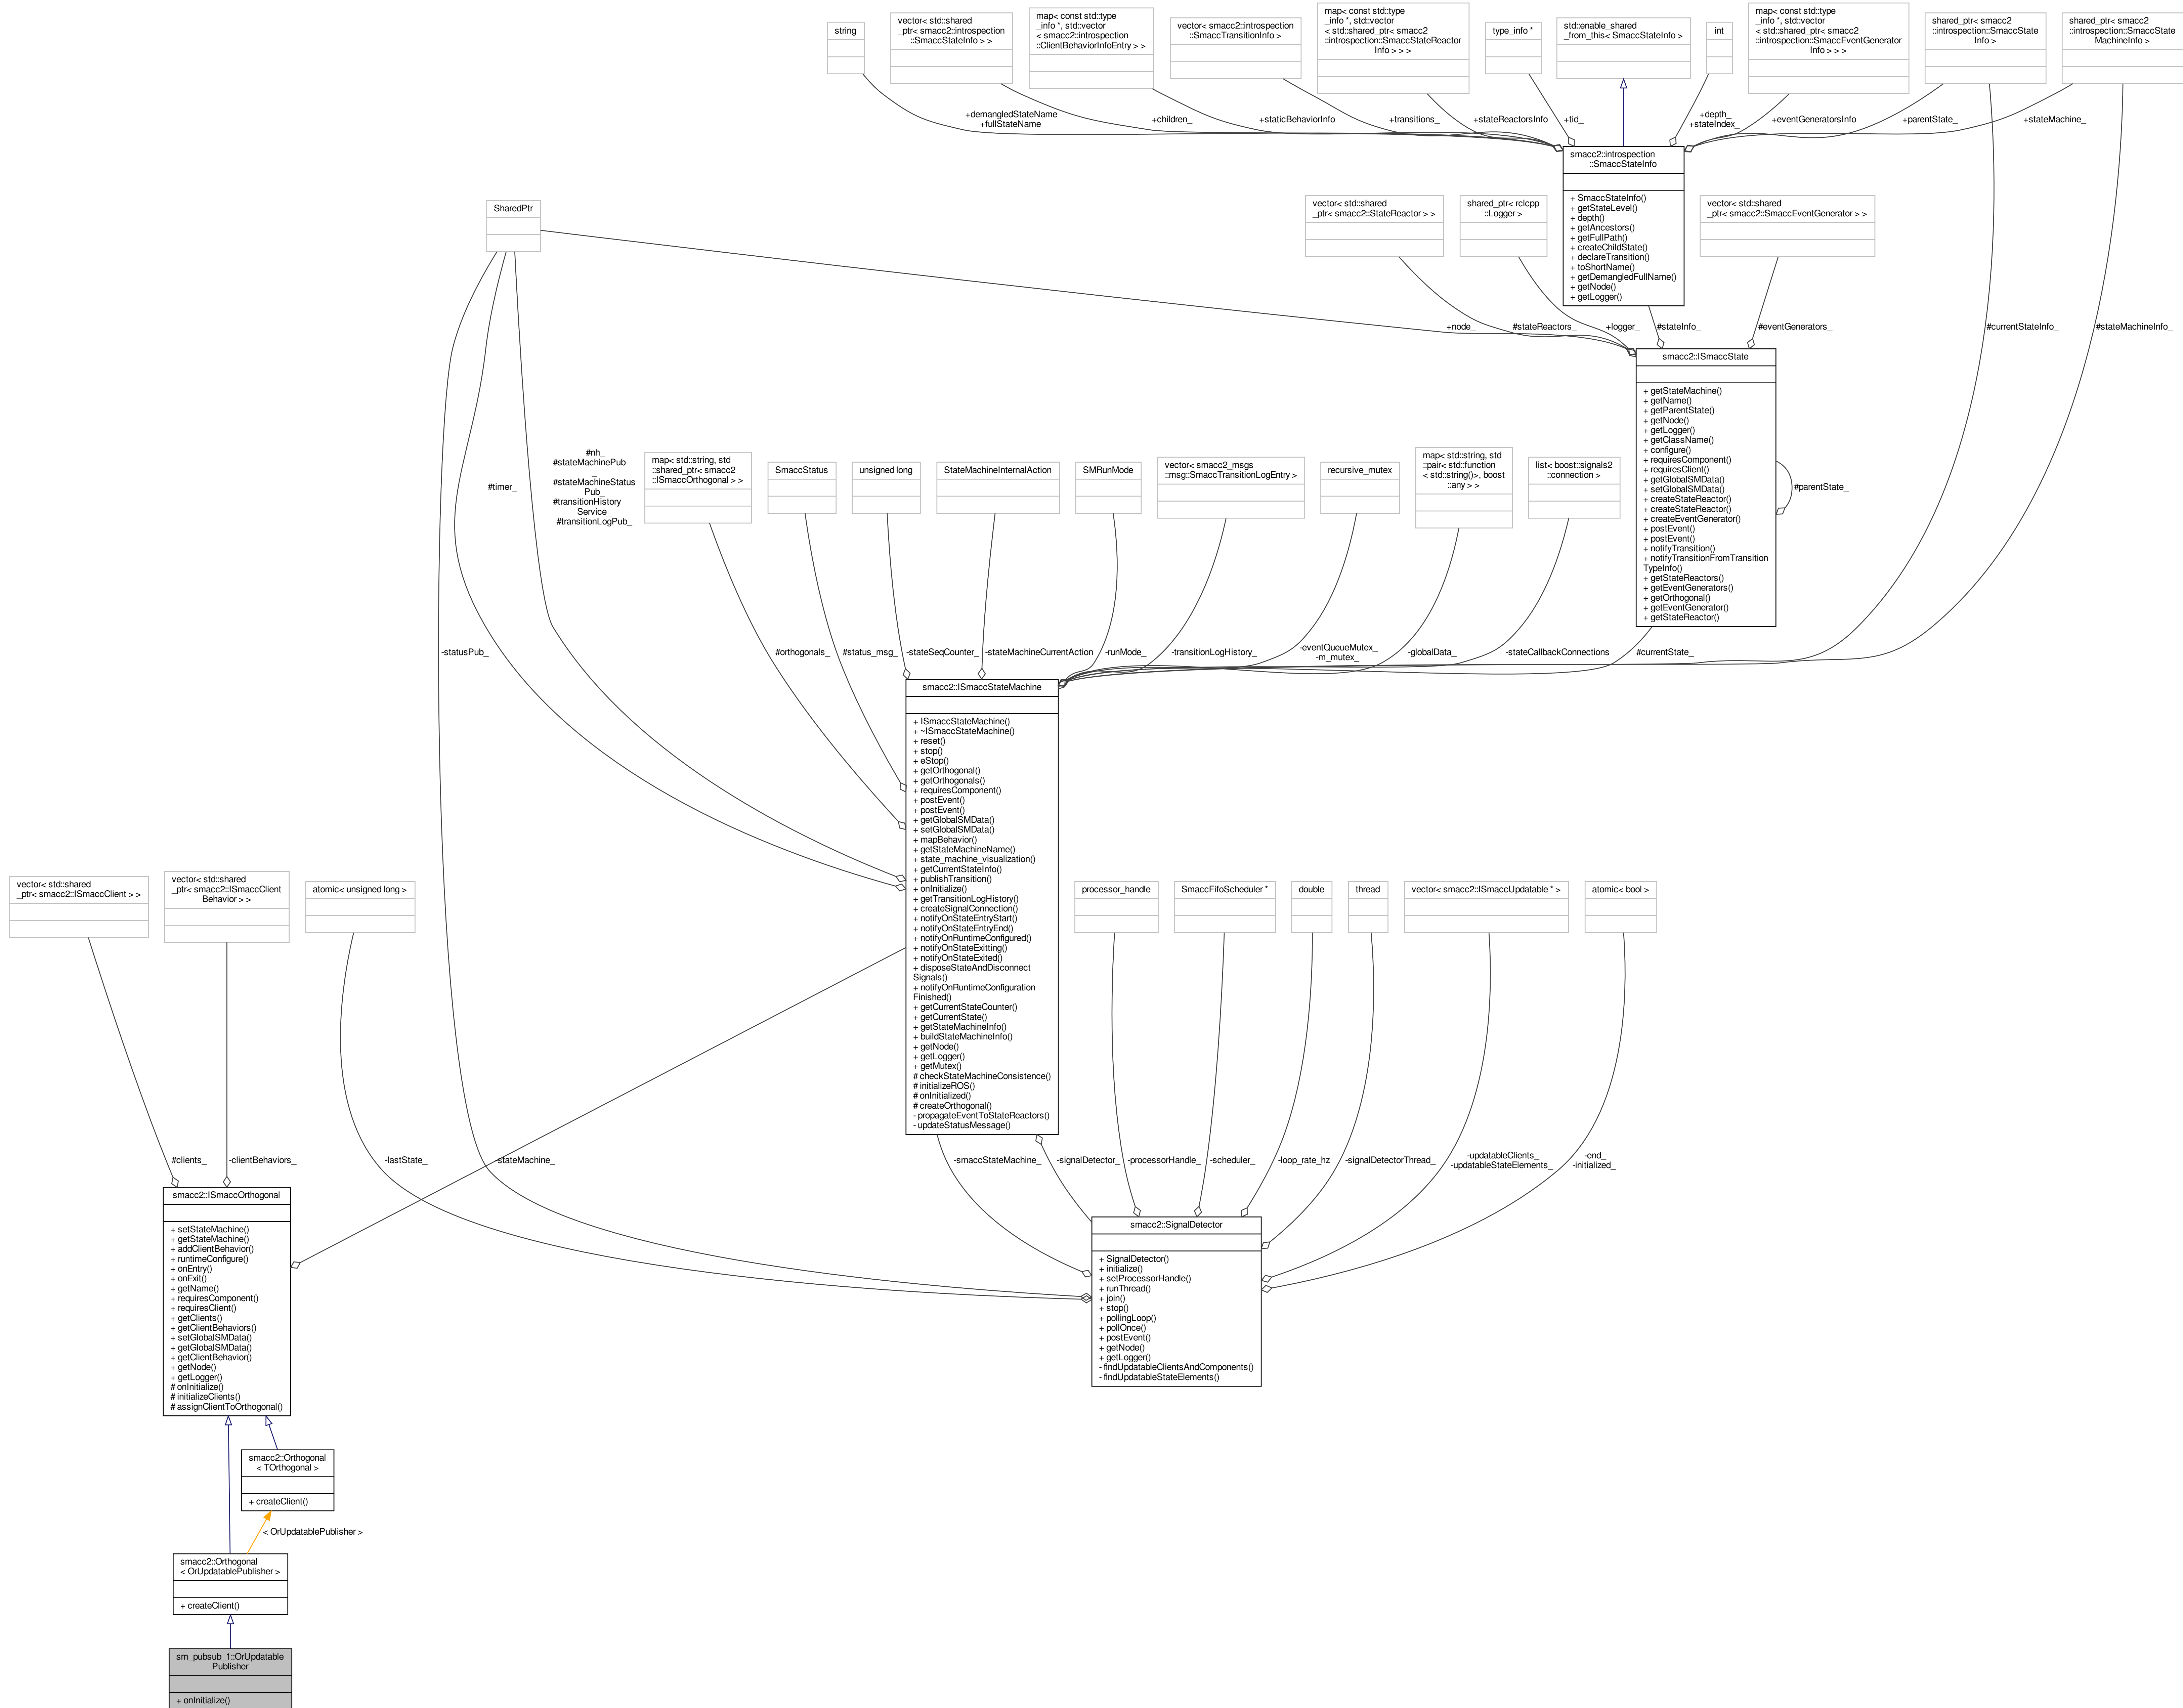 string
vector< std::shared
_ptr< smacc2::introspection
::SmaccStateInfo > >
map< const std::type
_info *, std::vector
< smacc2::introspection
::ClientBehaviorInfoEntry > >
vector< smacc2::introspection
::SmaccTransitionInfo >
map< const std::type
_info *, std::vector
< std::shared_ptr< smacc2
::introspection::SmaccStateReactor
Info > > >
type_info *
std::enable_shared
_from_this< SmaccStateInfo >
int
map< const std::type
_info *, std::vector
< std::shared_ptr< smacc2
::introspection::SmaccEventGenerator
Info > > >
shared_ptr< smacc2
::introspection::SmaccState
Info >
shared_ptr< smacc2
::introspection::SmaccState
MachineInfo >
+demangledStateName
+fullStateName
+children_
+staticBehaviorInfo
+transitions_
+stateReactorsInfo
+tid_
+depth_
+stateIndex_
+eventGeneratorsInfo
+parentState_
+stateMachine_
smacc2::introspection
::SmaccStateInfo
+ SmaccStateInfo()
+ getStateLevel()
+ depth()
+ getAncestors()
+ getFullPath()
+ createChildState()
+ declareTransition()
+ toShortName()
+ getDemangledFullName()
+ getNode()
+ getLogger()
SharedPtr
vector< std::shared
_ptr< smacc2::StateReactor > >
shared_ptr< rclcpp
::Logger >
vector< std::shared
_ptr< smacc2::SmaccEventGenerator > >
+node_
#stateReactors_
+logger_
#stateInfo_
#eventGenerators_
#currentStateInfo_
#stateMachineInfo_
smacc2::ISmaccState
+ getStateMachine()
+ getName()
+ getParentState()
+ getNode()
+ getLogger()
+ getClassName()
+ configure()
+ requiresComponent()
+ requiresClient()
+ getGlobalSMData()
+ setGlobalSMData()
+ createStateReactor()
+ createStateReactor()
+ createEventGenerator()
+ postEvent()
+ postEvent()
+ notifyTransition()
+ notifyTransitionFromTransition
TypeInfo()
+ getStateReactors()
+ getEventGenerators()
+ getOrthogonal()
+ getEventGenerator()
+ getStateReactor()
#parentState_
#timer_
#nh_
#stateMachinePub
_
#stateMachineStatus
Pub_
#transitionHistory
Service_
#transitionLogPub_
map< std::string, std
::shared_ptr< smacc2
::ISmaccOrthogonal > >
SmaccStatus
unsigned long
StateMachineInternalAction
SMRunMode
vector< smacc2_msgs
::msg::SmaccTransitionLogEntry >
recursive_mutex
map< std::string, std
::pair< std::function
< std::string()>, boost
::any > >
list< boost::signals2
::connection >
-statusPub_
#orthogonals_
#status_msg_
-stateSeqCounter_
-stateMachineCurrentAction
-runMode_
-transitionLogHistory_
-eventQueueMutex_
-m_mutex_
-globalData_
-stateCallbackConnections
#currentState_
smacc2::ISmaccStateMachine
+ ISmaccStateMachine()
+ ~ISmaccStateMachine()
+ reset()
+ stop()
+ eStop()
+ getOrthogonal()
+ getOrthogonals()
+ requiresComponent()
+ postEvent()
+ postEvent()
+ getGlobalSMData()
+ setGlobalSMData()
+ mapBehavior()
+ getStateMachineName()
+ state_machine_visualization()
+ getCurrentStateInfo()
+ publishTransition()
+ onInitialize()
+ getTransitionLogHistory()
+ createSignalConnection()
+ notifyOnStateEntryStart()
+ notifyOnStateEntryEnd()
+ notifyOnRuntimeConfigured()
+ notifyOnStateExitting()
+ notifyOnStateExited()
+ disposeStateAndDisconnect
Signals()
+ notifyOnRuntimeConfiguration
Finished()
+ getCurrentStateCounter()
+ getCurrentState()
+ getStateMachineInfo()
+ buildStateMachineInfo()
+ getNode()
+ getLogger()
+ getMutex()
# checkStateMachineConsistence()
# initializeROS()
# onInitialized()
# createOrthogonal()
- propagateEventToStateReactors()
- updateStatusMessage()
vector< std::shared
_ptr< smacc2::ISmaccClient > >
vector< std::shared
_ptr< smacc2::ISmaccClient
Behavior > >
atomic< unsigned long >
processor_handle
SmaccFifoScheduler *
double
thread
vector< smacc2::ISmaccUpdatable * >
atomic< bool >
#clients_
-clientBehaviors_
-lastState_
-stateMachine_
-smaccStateMachine_
-signalDetector_
-processorHandle_
-scheduler_
-loop_rate_hz
-signalDetectorThread_
-updatableClients_
-updatableStateElements_
-end_
-initialized_
smacc2::ISmaccOrthogonal
+ setStateMachine()
+ getStateMachine()
+ addClientBehavior()
+ runtimeConfigure()
+ onEntry()
+ onExit()
+ getName()
+ requiresComponent()
+ requiresClient()
+ getClients()
+ getClientBehaviors()
+ setGlobalSMData()
+ getGlobalSMData()
+ getClientBehavior()
+ getNode()
+ getLogger()
# onInitialize()
# initializeClients()
# assignClientToOrthogonal()
smacc2::SignalDetector
+ SignalDetector()
+ initialize()
+ setProcessorHandle()
+ runThread()
+ join()
+ stop()
+ pollingLoop()
+ pollOnce()
+ postEvent()
+ getNode()
+ getLogger()
- findUpdatableClientsAndComponents()
- findUpdatableStateElements()
smacc2::Orthogonal
< TOrthogonal >
+ createClient()
< OrUpdatablePublisher >
smacc2::Orthogonal
< OrUpdatablePublisher >
+ createClient()
sm_pubsub_1::OrUpdatable
Publisher
+ onInitialize()